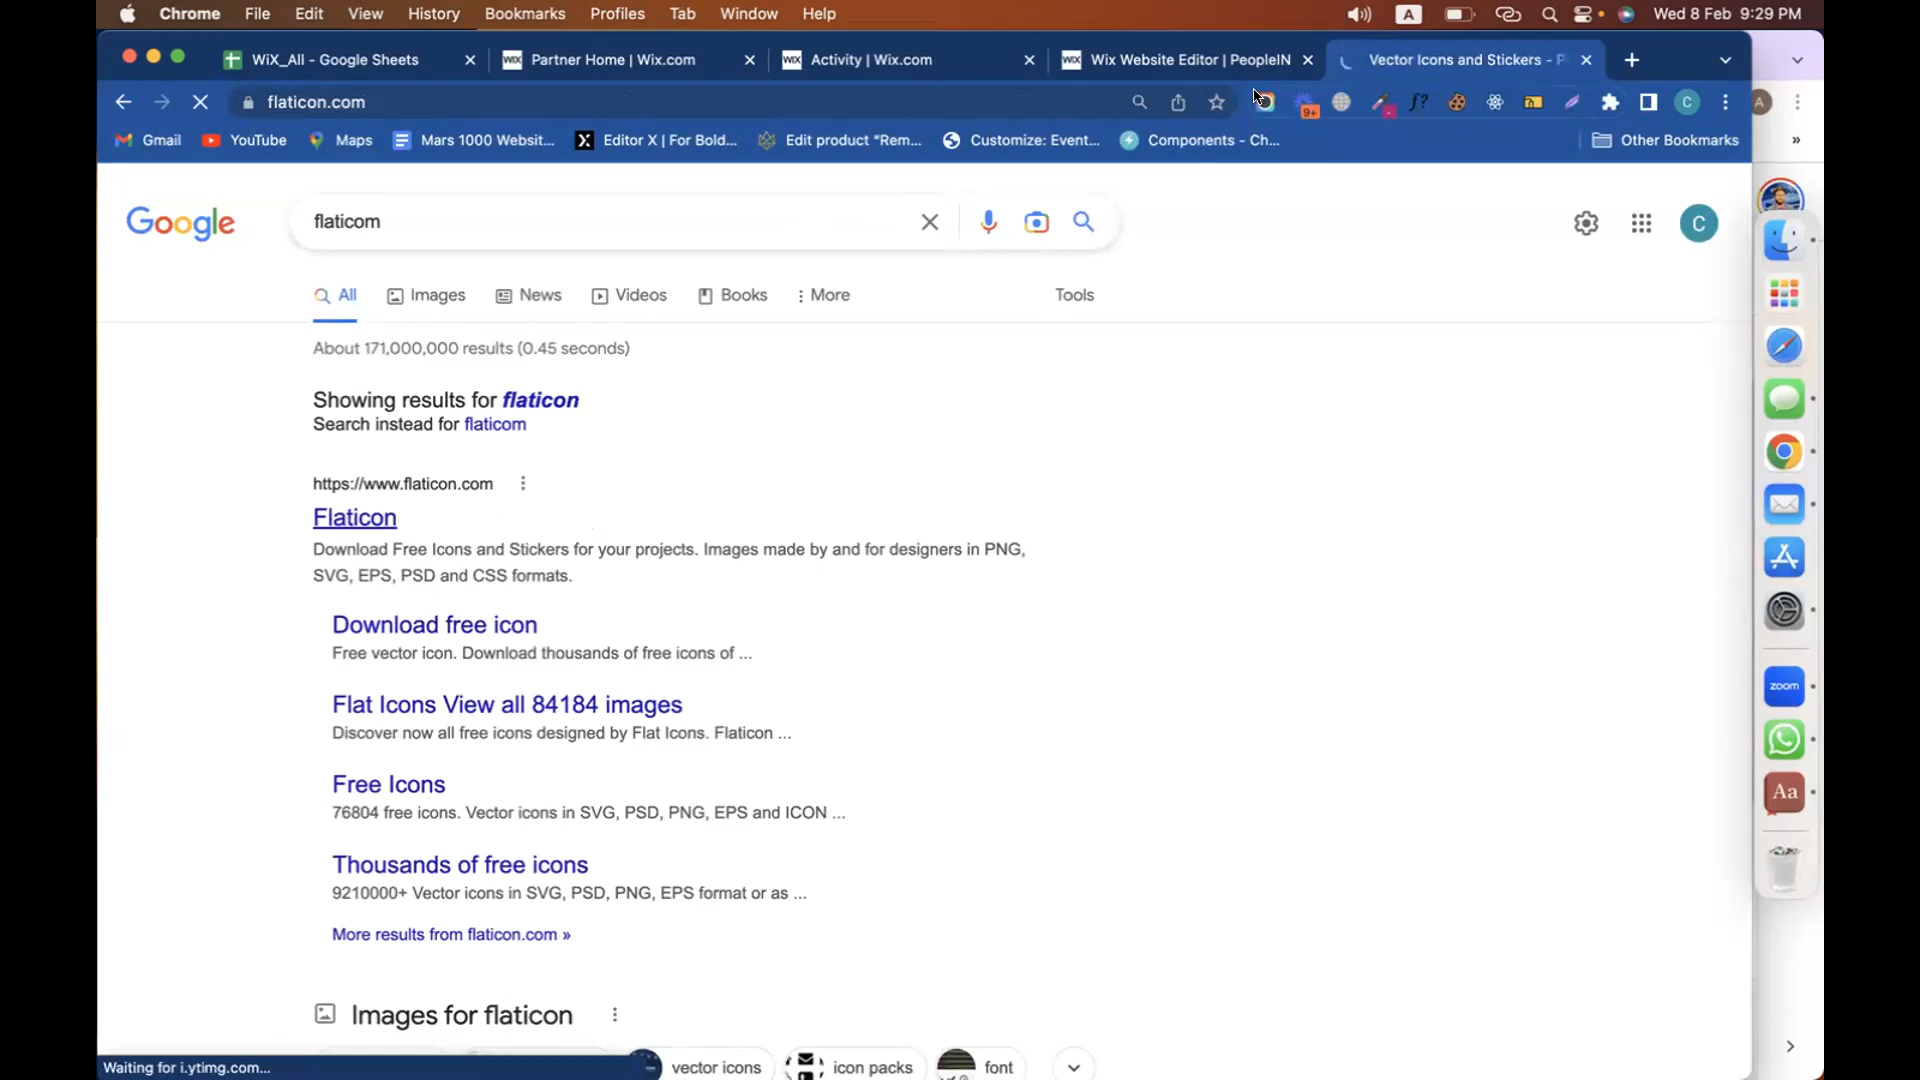 Chrome File Edit View History Bookmarks Profiles Tab Window Help A Wed 8 Feb 9:29 PM
WiX_All - Google Sheets WiX Partner Home | Wix.com WiX Activity | Wix.com WiX Wix Website Editor | PeopleIN Vector Icons and Stickers - P
flaticon.com 9+ f? C A
Gmail YouTube Maps Mars 1000 Websit... X Editor X | For Bold... Edit product “Rem... Customize: Event... Components - Ch... Other Bookmarks »
Google flaticom C
All Images News Videos Books More Tools
About 171,000,000 results (0.45 seconds)
Showing results for flaticon
Search instead for flaticom
https://www.flaticon.com
Flaticon
Download Free Icons and Stickers for your projects. Images made by and for designers in PNG,
SVG, EPS, PSD and CSS formats.
Download free icon
Free vector icon. Download thousands of free icons of ...
Flat Icons View all 84184 images
Discover now all free icons designed by Flat Icons. Flaticon ...
zoom
Free Icons
76804 free icons. Vector icons in SVG, PSD, PNG, EPS and ICON ...
Aa
Thousands of free icons
9210000+ Vector icons in SVG, PSD, PNG, EPS format or as ...
More results from flaticon.com »
Images for flaticon
vector icons icon packs font
Waiting for i.ytimg.com...